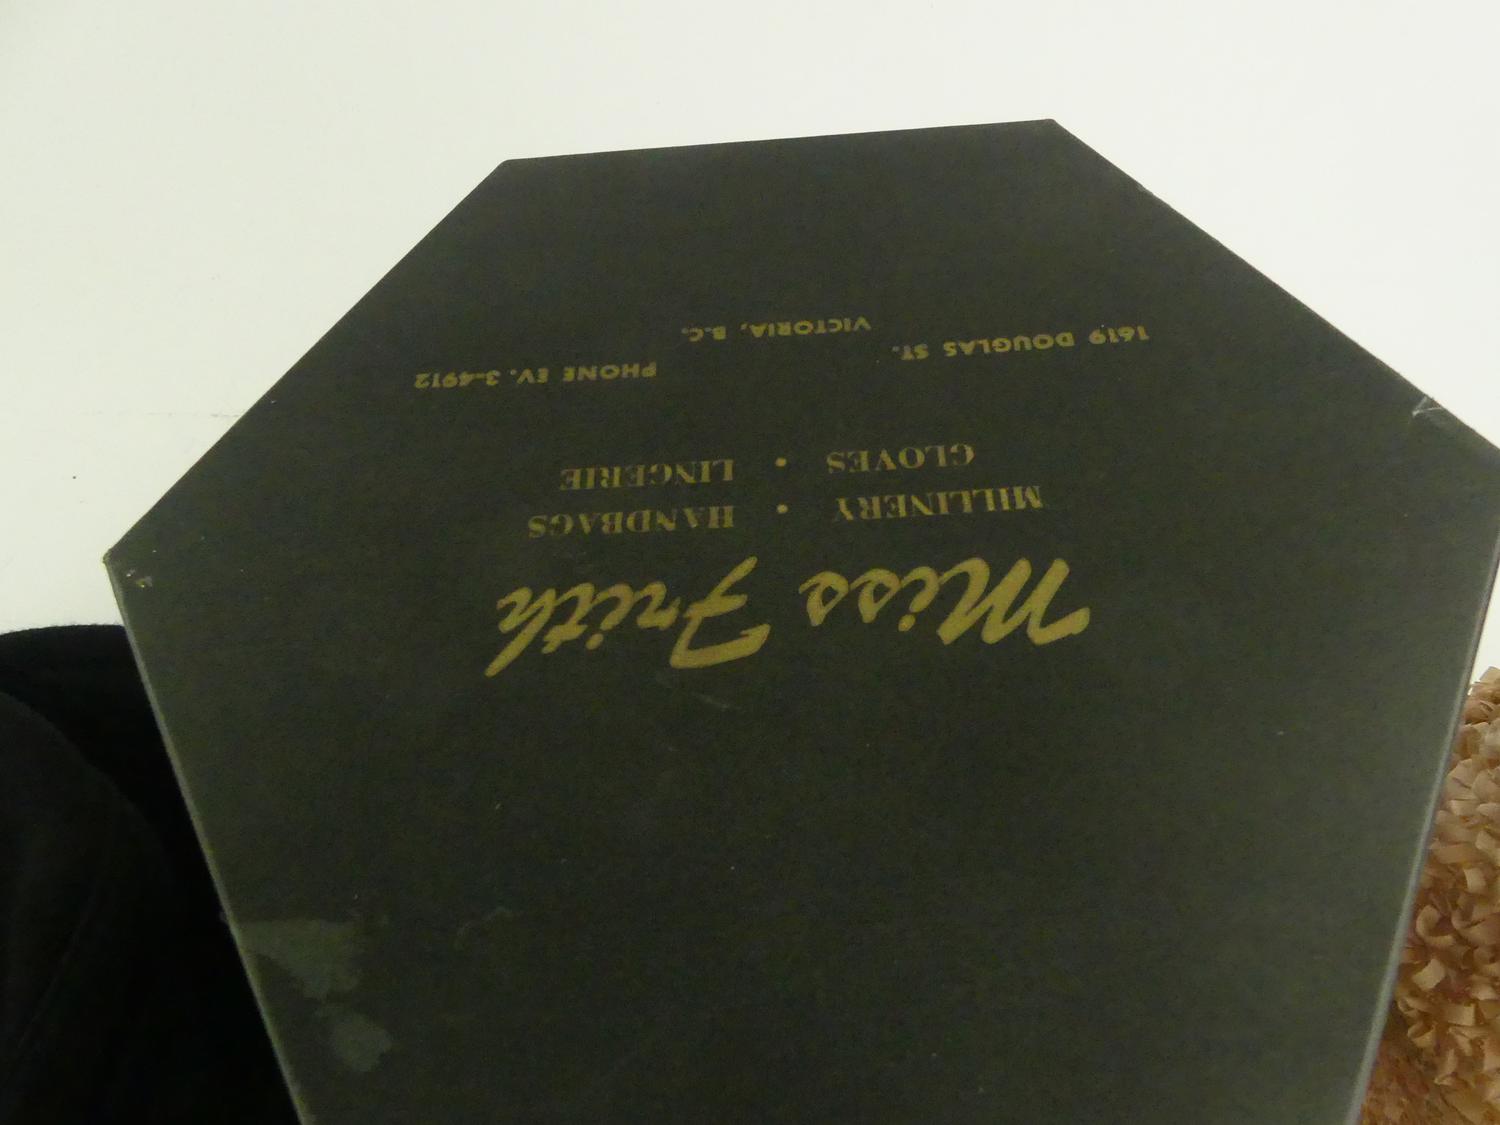 Miss Frith
MILLINERY • HANDBAGS
GLOVES • LINGERIE
1619 DOUGLAS ST. PHONE EV. 3-4912
VICTORIA, B.C.